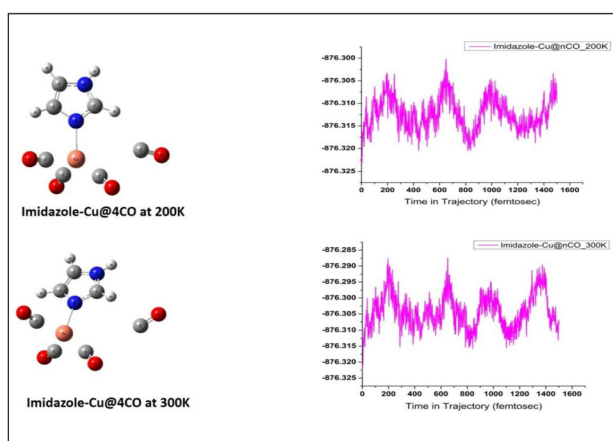 Imidazole-Cu@nCO_200K
-876.300
-876.305
-876.310
-876.315
-876.320
-876.325
0 200 400 600 800 1000 1200 1400 1600
Time in Trajectory (femtosec)
Imidazole-Cu@4CO at 200K
Imidazole-Cu@nCO_300K
-876.285
-876.290
-876.295
-876.300
-876.305
-876.310
-876.315
-876.320
-876.325
0 200 400 600 800 1000 1200 1400 1600
Time in Trajectory (femtosec)
Imidazole-Cu@4CO at 300K